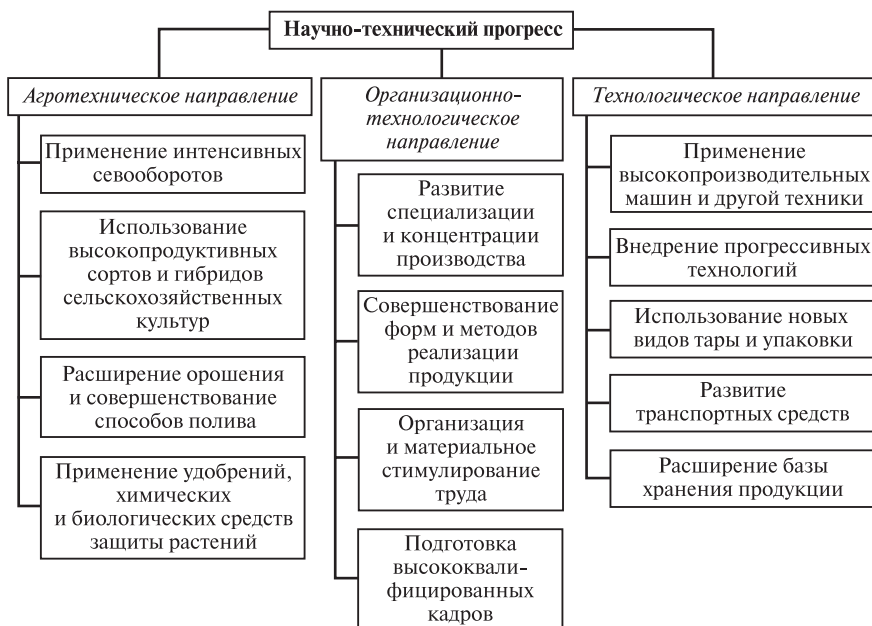 Научно-технический прогресс
Агротехническое направление
Применение интенсивных
севооборотов
Использование
высокопродуктивных
сортов и гибридов
сельскохозяйственных
культур
Расширение орошения
и совершенствование
способов полива
Применение удобрений,
химических
и биологических средств
защиты растений
Организационно-
технологическое
направление
Развитие
специализации
и концентрации
производства
Совершенствование
форм и методов
реализации
продукции
Организация
и материальное
стимулирование
труда
Подготовка
высококвали-
фицированных
кадров
Технологическое направление
Применение
высокопроизводительных
машин и другой техники
Внедрение прогрессивных
технологий
Использование новых
видов тары и упаковки
Развитие
транспортных средств
Расширение базы
хранения продукции